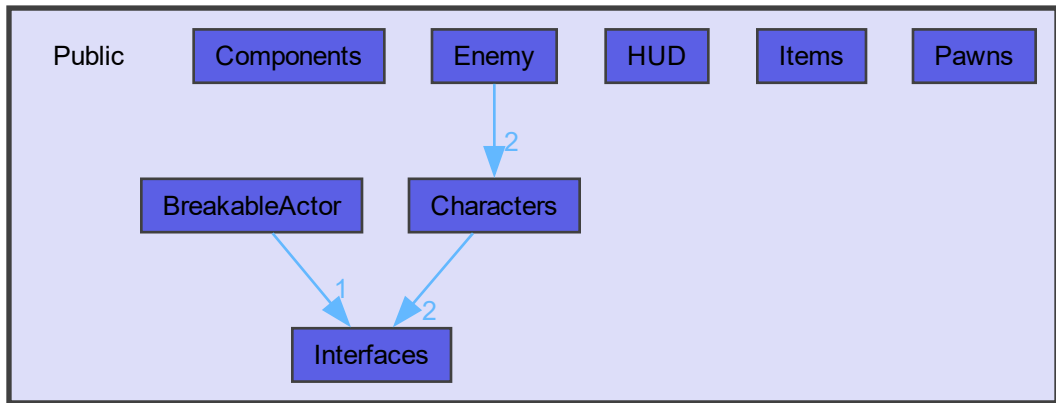 Public
Components
Enemy
HUD
Items
Pawns
2
BreakableActor
Characters
1
2
Interfaces